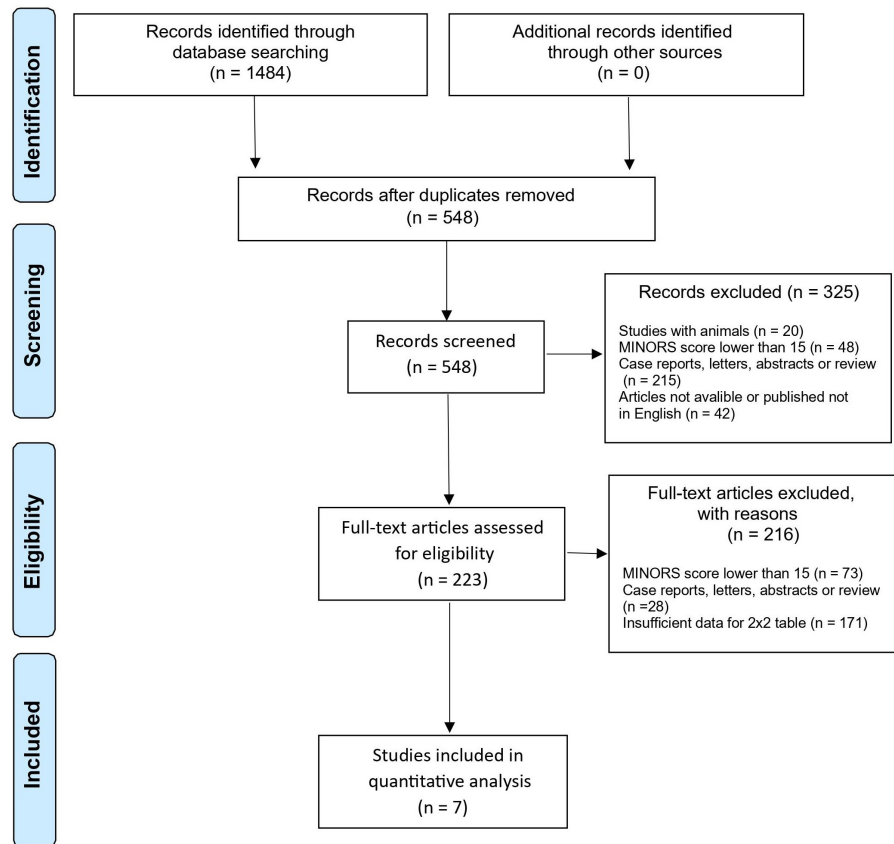 Identification
Records identified through
database searching
(n = 1484)
Additional records identified
through other sources
(n = 0)
Records after duplicates removed
(n = 548)
Screening
Records screened
(n = 548)
Records excluded (n = 325)
Studies with animals (n = 20)
MINORS score lower than 15 (n = 48)
Case reports, letters, abstracts or review
(n = 215)
Articles not avalible or published not
in English (n = 42)
Eligibility
Full-text articles assessed
for eligibility
(n = 223)
Full-text articles excluded,
with reasons
(n = 216)
MINORS score lower than 15 (n = 73)
Case reports, letters, abstracts or review
(n =28)
Insufficient data for 2x2 table (n = 171)
Included
Studies included in
quantitative analysis
(n = 7)